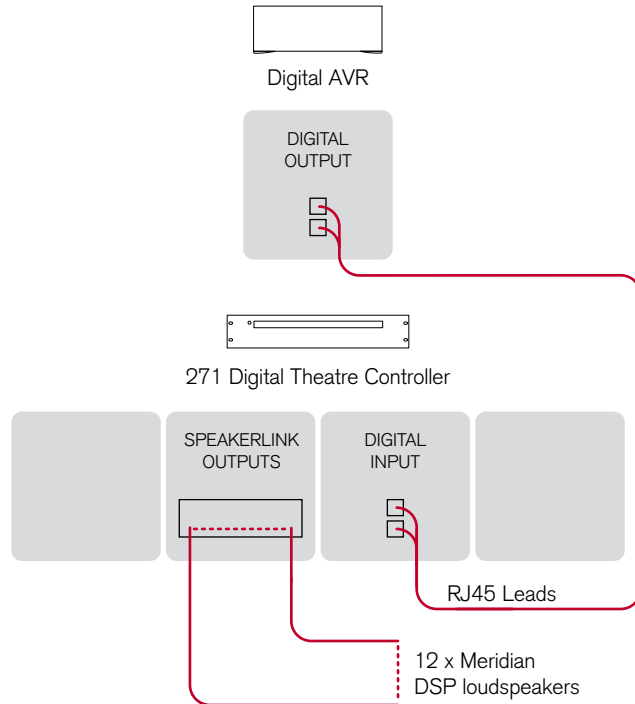 Digital AVR
DIGITAL
OUTPUT
271 Digital Theatre Controller
SPEAKERLINK
OUTPUTS
DIGITAL
INPUT
RJ45 Leads
12 x Meridian
DSP loudspeakers